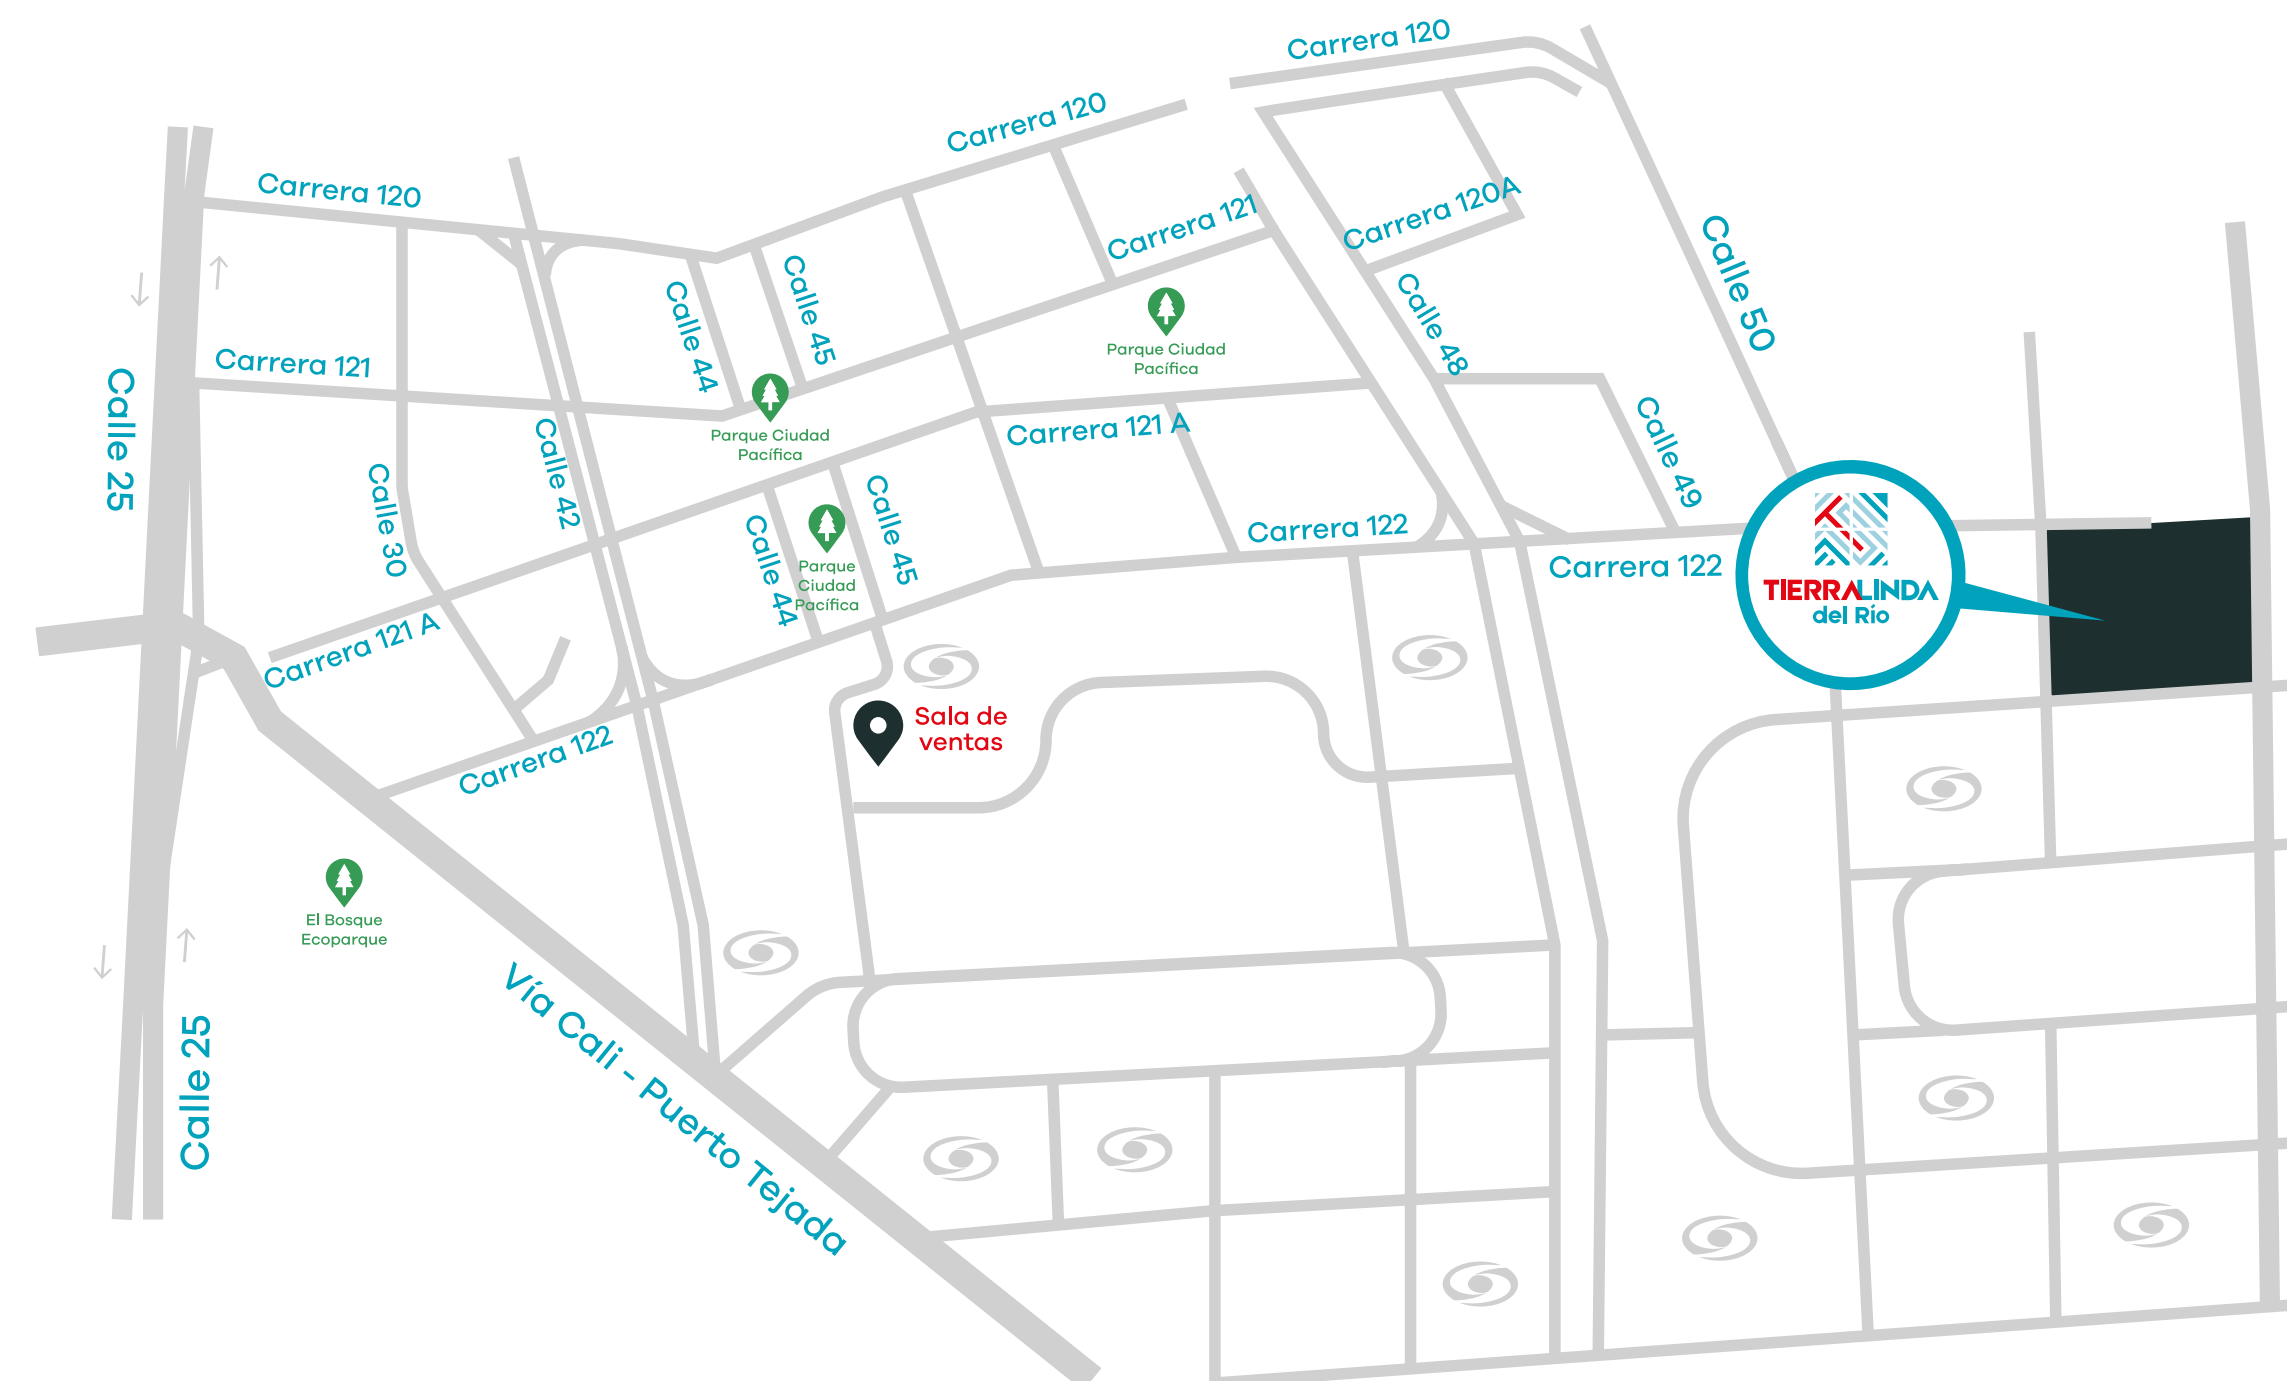 Carrera 120
Carrera 120
Carrera 120
Carrera 120A
Carrera 121
Calle 50
Calle 44
Calle 45
Calle 48
Parque Ciudad
Pacífica
Carrera 121
Calle 25
Calle 42
Parque Ciudad
Pacífica
Carrera 121 A
Calle 49
Calle 30
Calle 44
Calle 45
Parque
Ciudad
Pacífica
Carrera 122
Carrera 122
TIERRALINDA
del Río
Carrera 121 A
Carrera 122
Sala de
ventas
El Bosque
Ecoparque
Vía Cali - Puerto Tejada
Calle 25